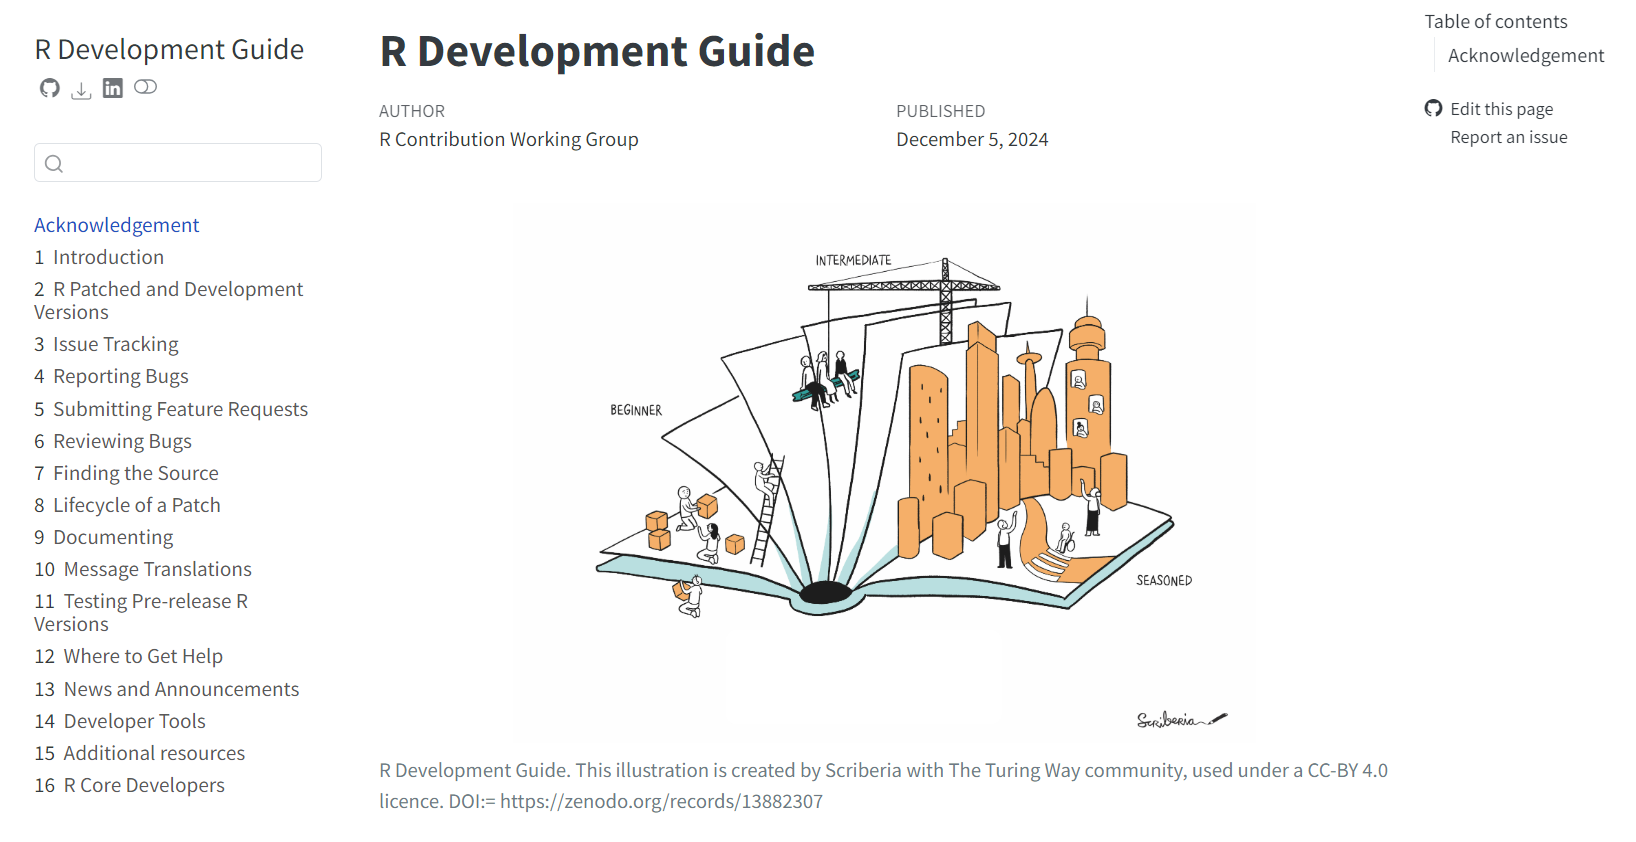 R Development Guide
Acknowledgement
1 Introduction
2 R Patched and Development
Versions
3 Issue Tracking
4 Reporting Bugs
5 Submitting Feature Requests
6 Reviewing Bugs
7 Finding the Source
8 Lifecycle of a Patch
9 Documenting
10 Message Translations
11 Testing Pre-release R
Versions
12 Where to Get Help
13 News and Announcements
14 Developer Tools
15 Additional resources
16 R Core Developers
R Development Guide
AUTHOR
R Contribution Working Group
PUBLISHED
December 5, 2024
INTERMEDIATE
BEGINNER
SEASONED
Scriberia
R Development Guide. This illustration is created by Scriberia with The Turing Way community, used under a CC-BY 4.0
licence. DOI:= https://zenodo.org/records/13882307
Table of contents
Acknowledgement
Edit this page
Report an issue